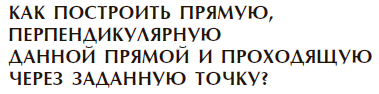 КАК ПОСТРОИТЬ ПРЯМУЮ,
ПЕРПЕНДИКУЛЯРНУЮ
ДАННОЙ ПРЯМОЙ И ПРОХОДЯЩУЮ
ЧЕРЕЗ ЗАДАННУЮ ТОЧКУ?